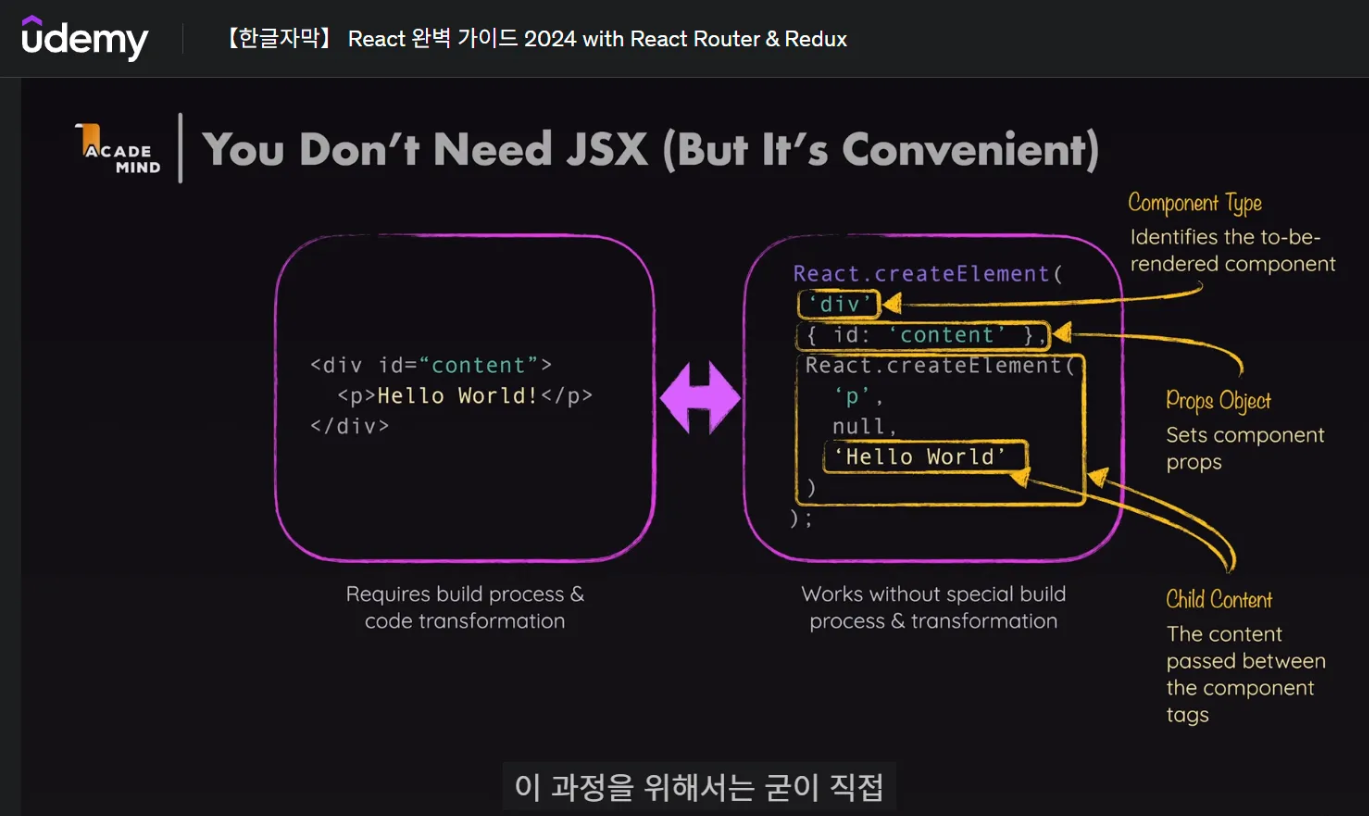 udemy
【한글자막】 React 완벽 가이드 2024 with React Router & Redux
ACADE
MIND
You Don’t Need JSX (But It’s Convenient)
<div id=“content”>
<p>Hello World!</p>
</div>
Requires build process &
code transformation
React.createElement(
‘div’
{ id: ‘content’ },
React.createElement(
‘p’,
null,
‘Hello World’
)
);
Works without special build
process & transformation
Component Type
Identifies the to-be-
rendered component
Props Object
Sets component
props
Child Content
The content
passed between
the component
tags
이 과정을 위해서는 굳이 직접